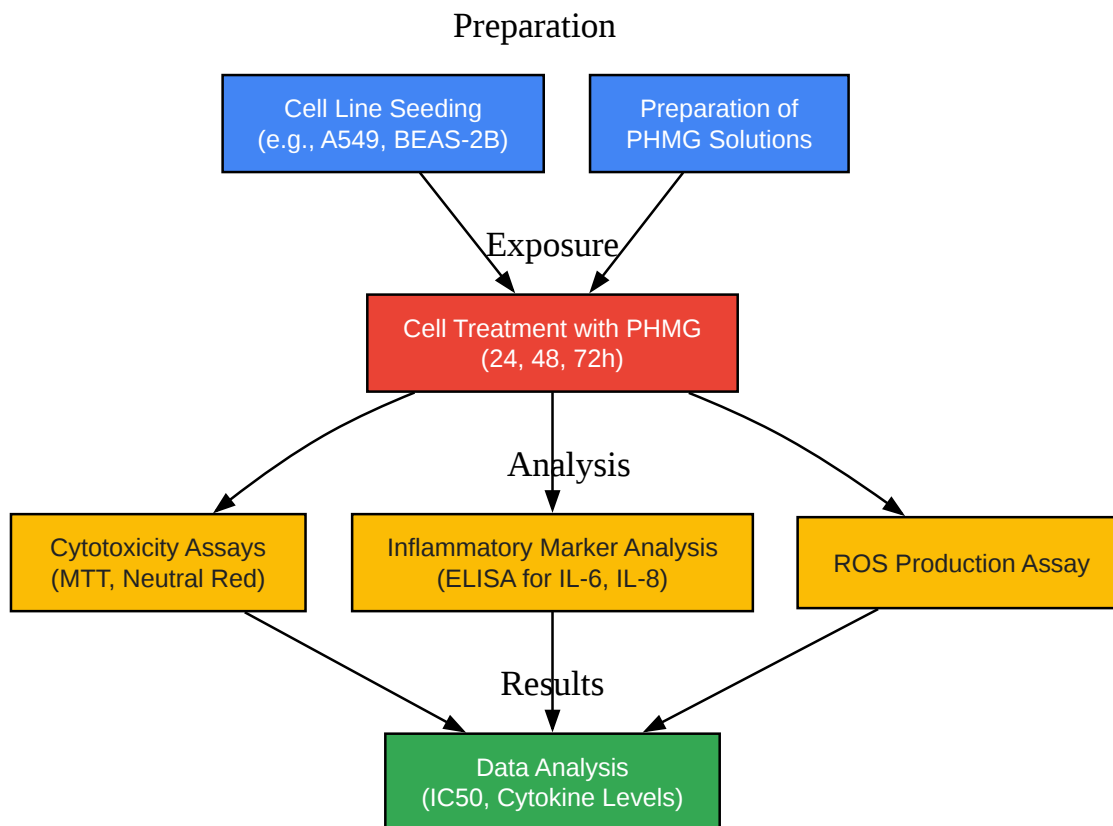 Preparation
Cell Line Seeding
(e.g., A549, BEAS-2B)
Preparation of
PHMG Solutions
Exposure
Cell Treatment with PHMG
(24, 48, 72h)
Analysis
Cytotoxicity Assays
(MTT, Neutral Red)
Inflammatory Marker Analysis
(ELISA for IL-6, IL-8)
ROS Production Assay
Results
Data Analysis
(IC50, Cytokine Levels)